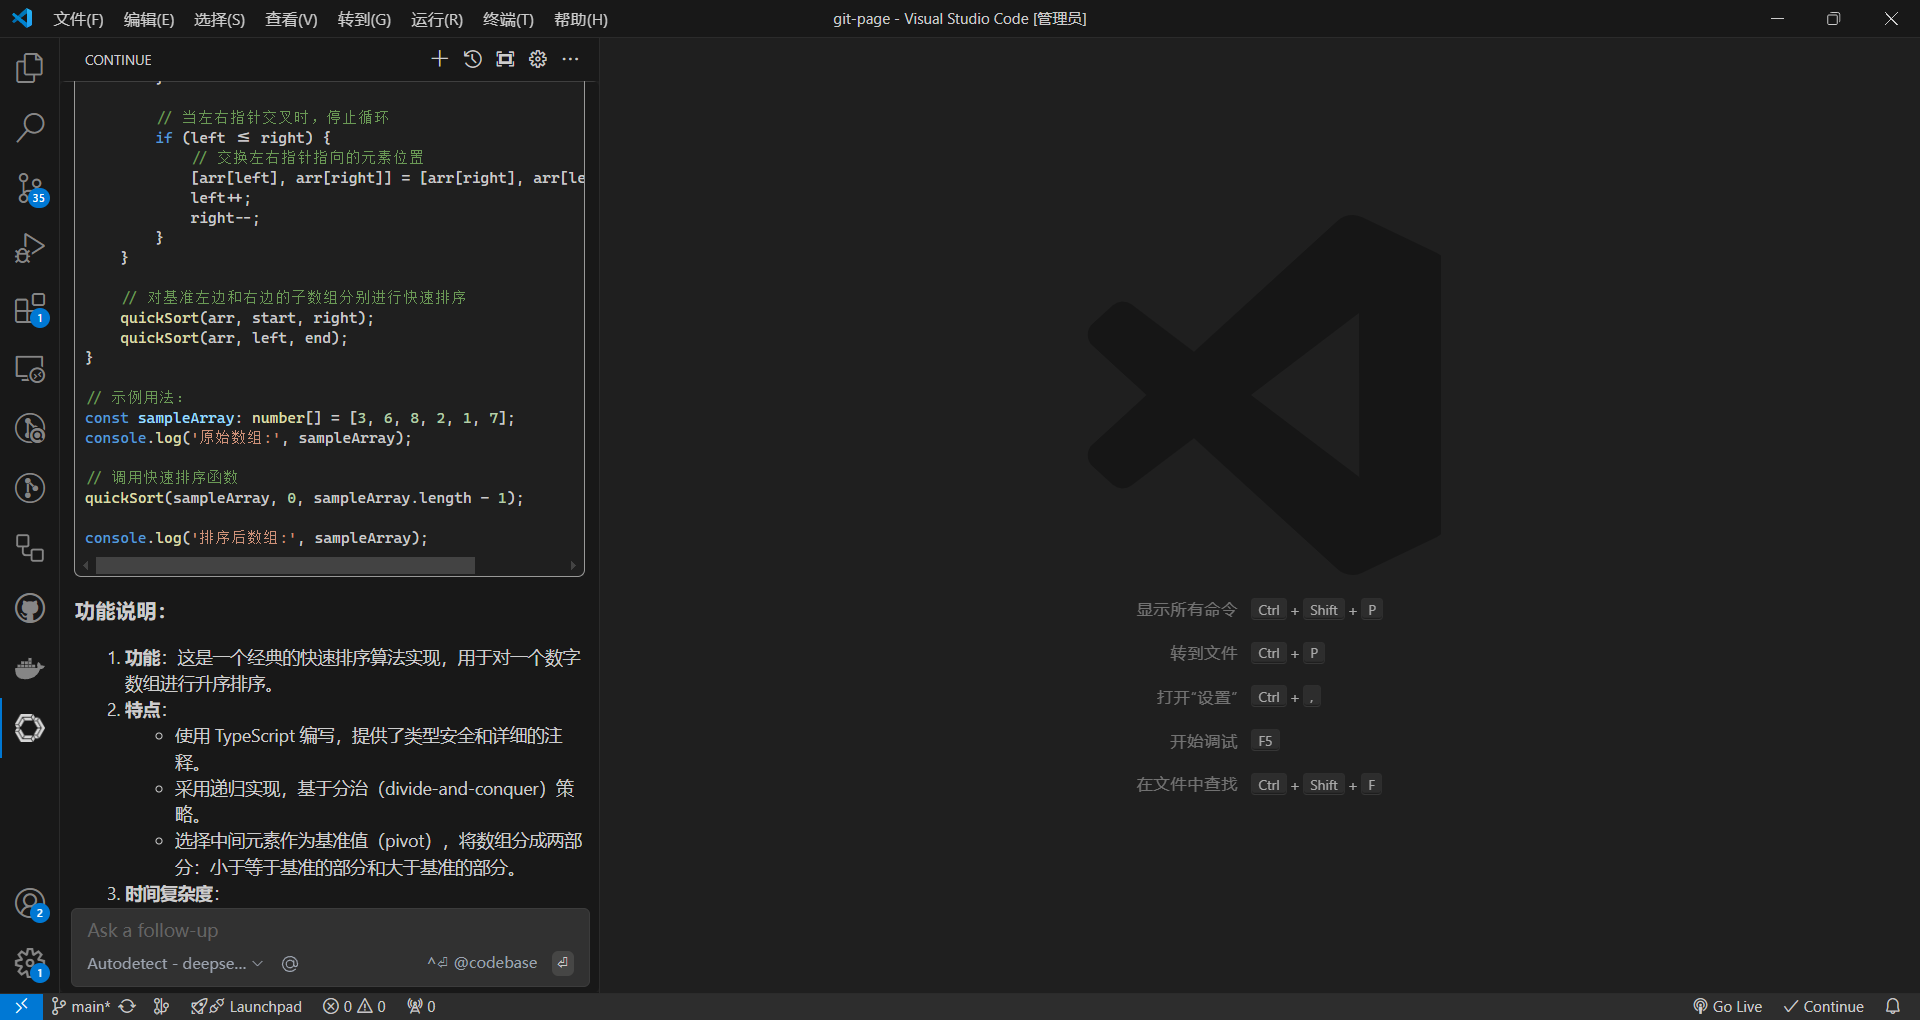 文件(F) 编辑(E) 选择(S) 查看(V) 转到(G) 运行(R) 终端(T) 帮助(H)
git-page - Visual Studio Code [管理员]
CONTINUE
// 当左右指针交叉时，停止循环
if (left ≤ right) {
// 交换左右指针指向的元素位置
[arr[left], arr[right]] = [arr[right], arr[le
left++;
right--;
}
}
// 对基准左边和右边的子数组分别进行快速排序
quickSort(arr, start, right);
quickSort(arr, left, end);
}
// 示例用法：
const sampleArray: number[] = [3, 6, 8, 2, 1, 7];
console.log('原始数组:', sampleArray);
// 调用快速排序函数
quickSort(sampleArray, 0, sampleArray.length - 1);
console.log('排序后数组:', sampleArray);
功能说明：
1. 功能：这是一个经典的快速排序算法实现，用于对一个数字
数组进行升序排序。
2. 特点：
使用 TypeScript 编写，提供了类型安全和详细的注
释。
采用递归实现，基于分治（divide-and-conquer）策
略。
选择中间元素作为基准值（pivot），将数组分成两部
分：小于等于基准的部分和大于基准的部分。
3. 时间复杂度：
Ask a follow-up
Autodetect - deepse... @ ^⏎ @codebase ⏎
35
1
2
1
显示所有命令 Ctrl + Shift + P
转到文件 Ctrl + P
打开“设置” Ctrl + ,
开始调试 F5
在文件中查找 Ctrl + Shift + F
main* Launchpad 0 0 0
Go Live Continue